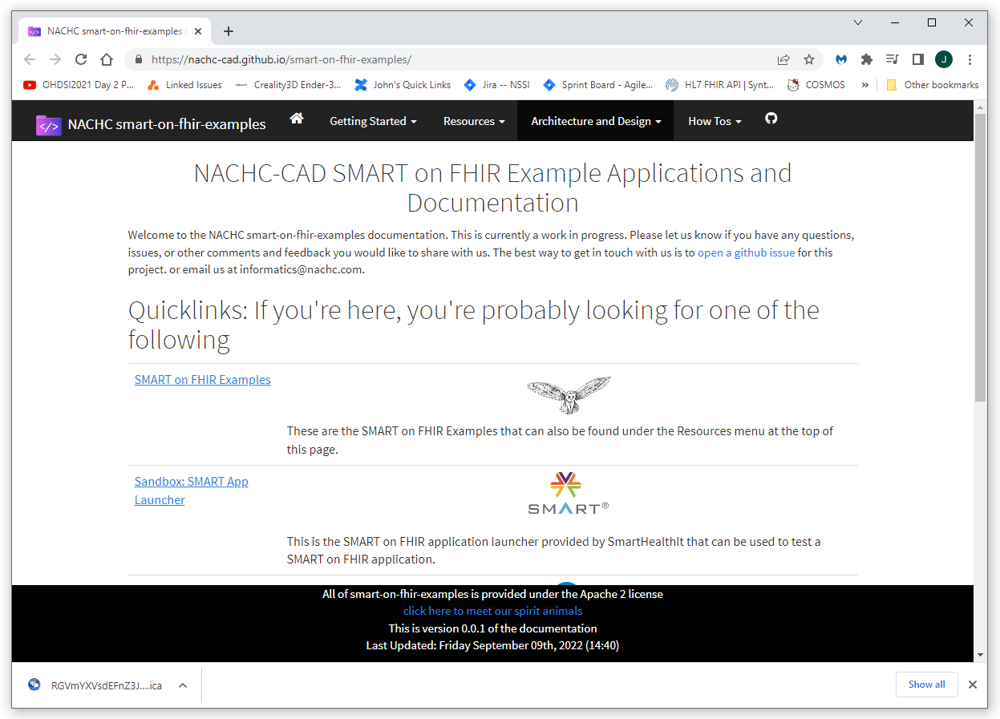 NACHC smart-on-fhir-examples
https://nachc-cad.github.io/smart-on-fhir-examples/
J
OHDSI2021 Day 2 P... Linked Issues Creality3D Ender-3... John's Quick Links Jira -- NSSI Sprint Board - Agile... HL7 FHIR API | Synt... COSMOS » Other bookmarks
</> NACHC smart-on-fhir-examples Getting Started Resources Architecture and Design How Tos
NACHC-CAD SMART on FHIR Example Applications and
Documentation
Welcome to the NACHC smart-on-fhir-examples documentation. This is currently a work in progress. Please let us know if you have any questions,
issues, or other comments and feedback you would like to share with us. The best way to get in touch with us is to open a github issue for this
project. or email us at informatics@nachc.com.
Quicklinks: If you're here, you're probably looking for one of the
following
SMART on FHIR Examples
These are the SMART on FHIR Examples that can also be found under the Resources menu at the top of
this page.
Sandbox: SMART App
Launcher
SMART®
This is the SMART on FHIR application launcher provided by SmartHealthIt that can be used to test a
SMART on FHIR application.
All of smart-on-fhir-examples is provided under the Apache 2 license
click here to meet our spirit animals
This is version 0.0.1 of the documentation
Last Updated: Friday September 09th, 2022 (14:40)
RGVmYXVsdEFnZ3J....ica Show all